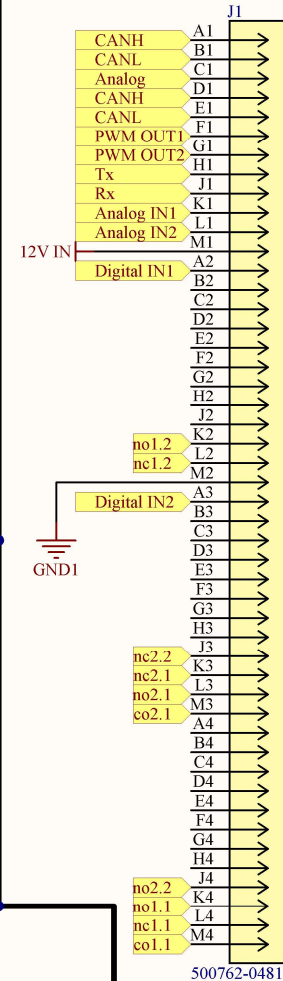 J1
CANH A1
CANL B1
Analog C1
CANH D1
CANL E1
PWM OUT1 F1
PWM OUT2 G1
Tx H1
Rx J1
Analog IN1 K1
Analog IN2 L1
12V IN M1
Digital IN1 A2
B2
C2
D2
E2
F2
G2
H2
J2
no1.2 K2
nc1.2 L2
M2
Digital IN2 A3
B3
C3
D3
GND1 E3
F3
G3
H3
nc2.2 J3
nc2.1 K3
no2.1 L3
co2.1 M3
A4
B4
C4
D4
E4
F4
G4
H4
no2.2 J4
no1.1 K4
nc1.1 L4
co1.1 M4
500762-0481